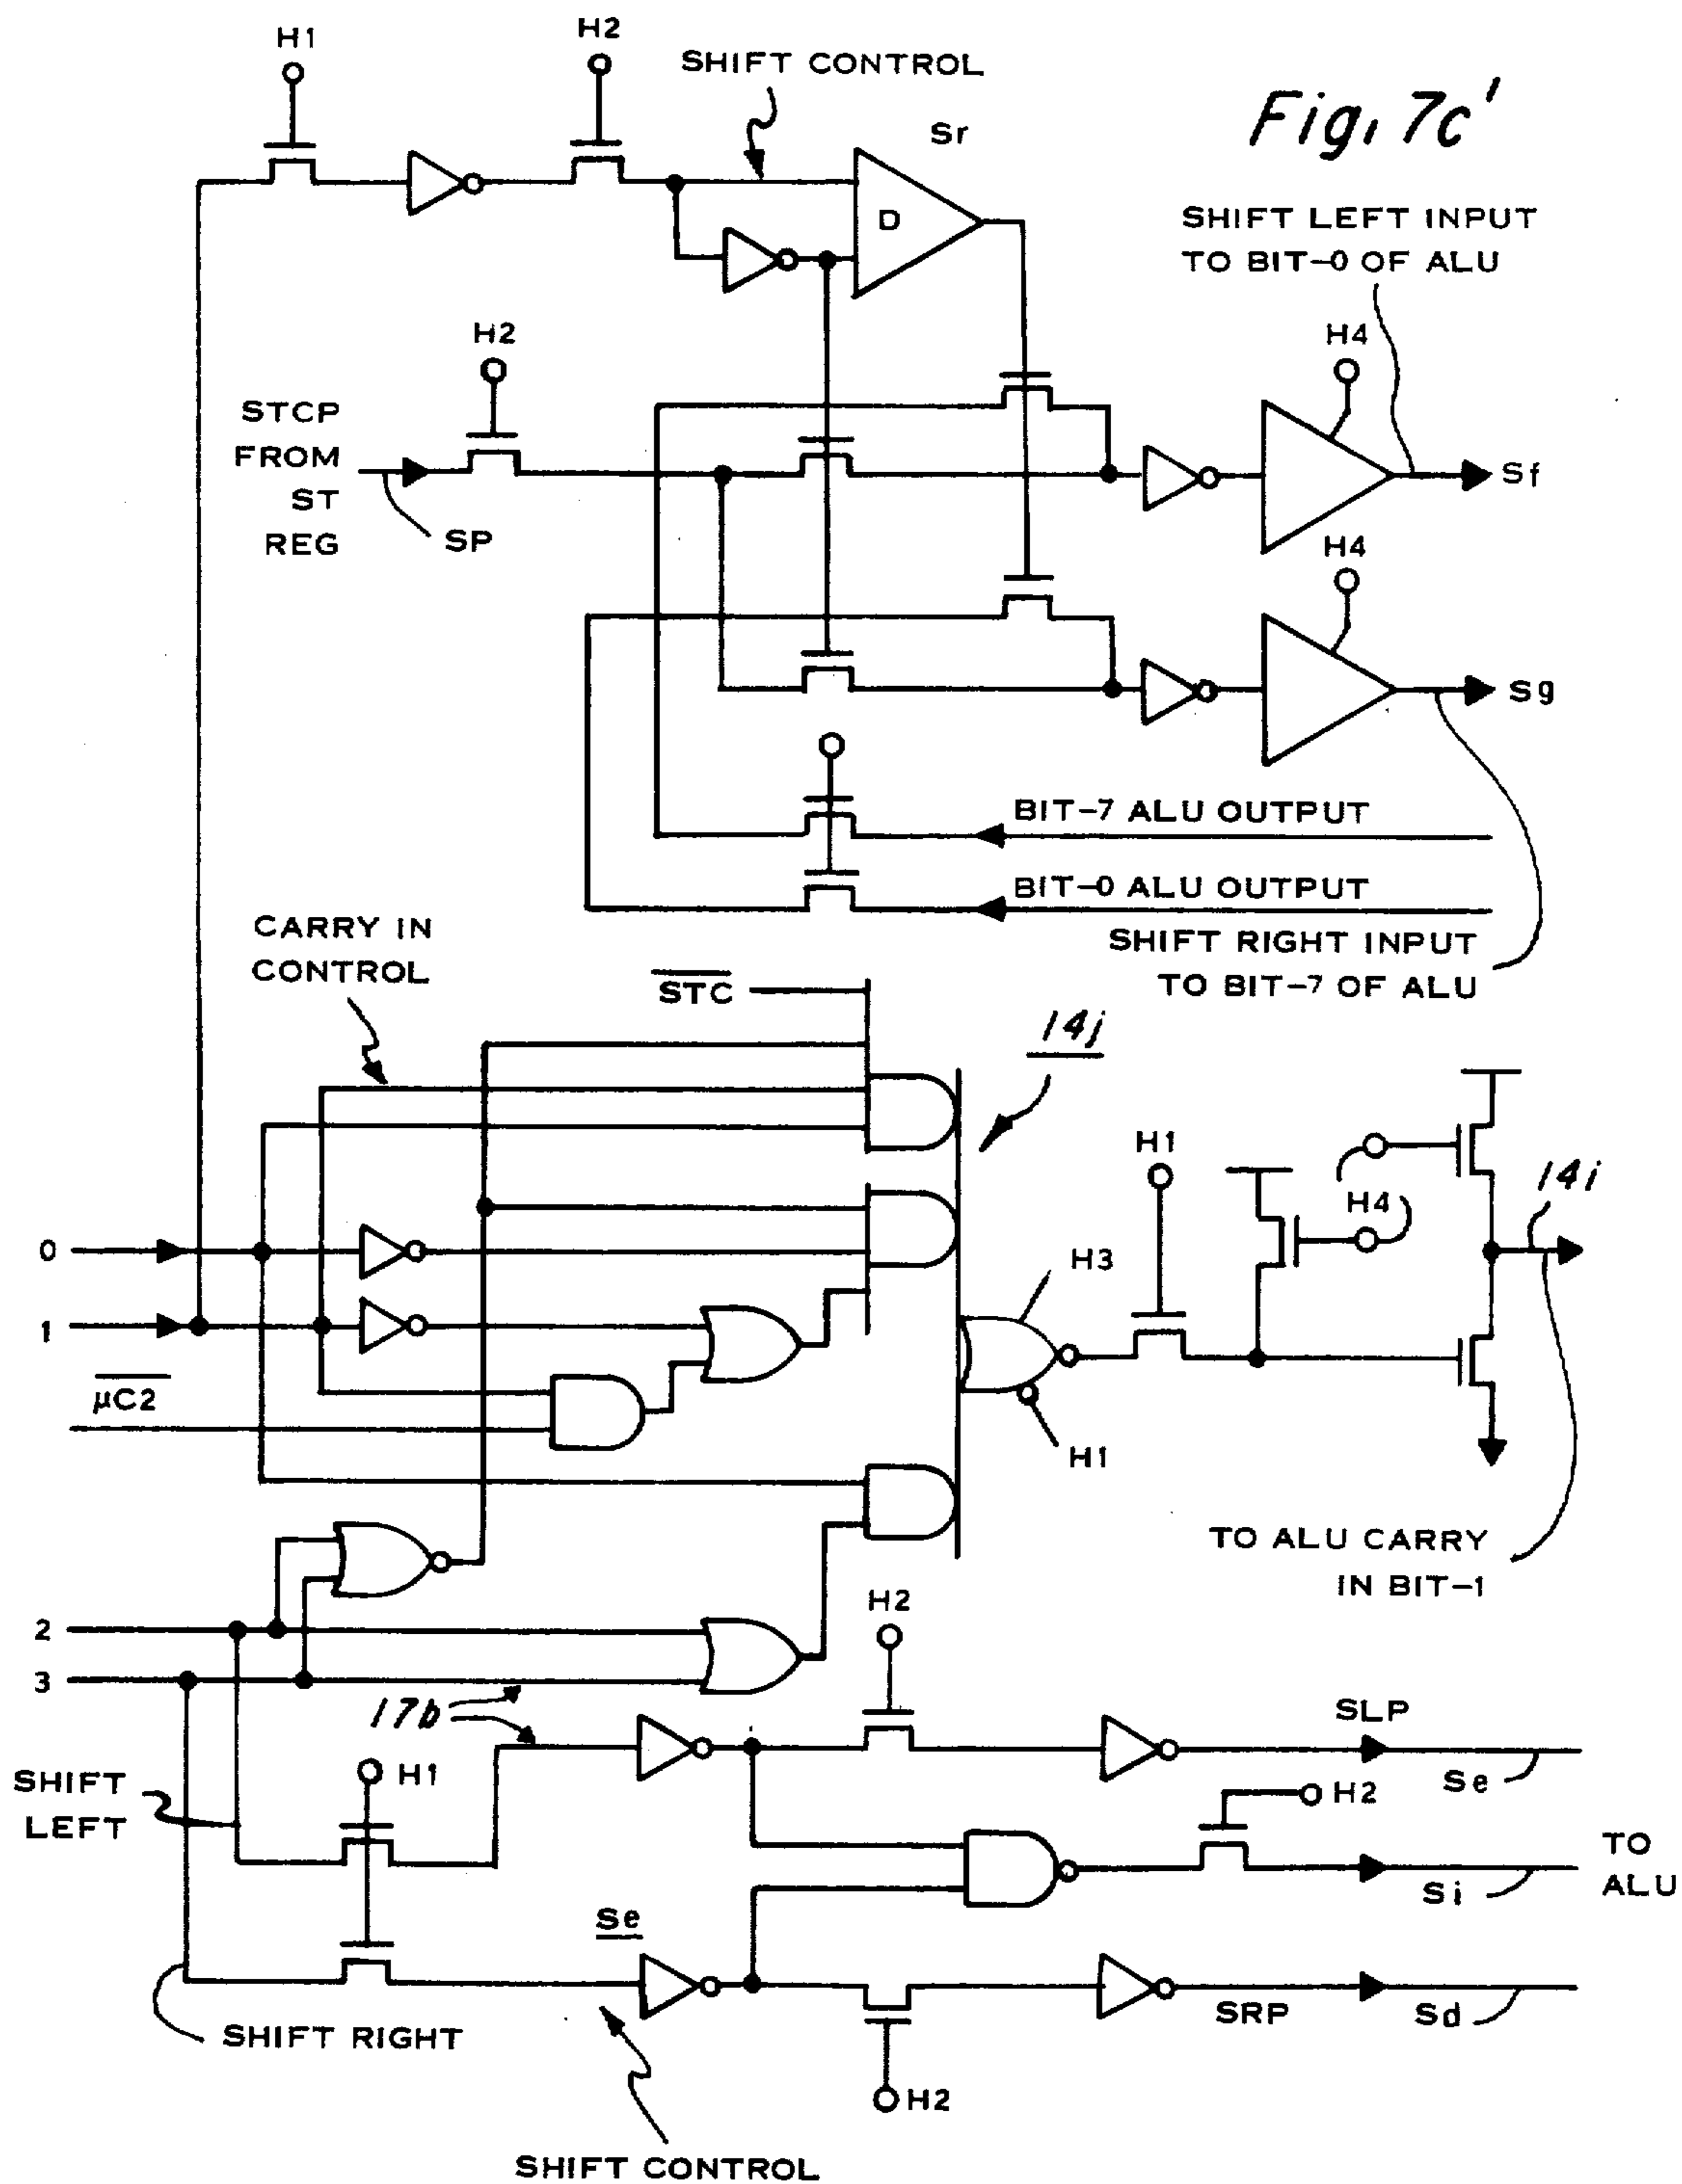 H1
H2
SHIFT CONTROL
Sr
Fig. 7c'
D
SHIFT LEFT INPUT
TO BIT-0 OF ALU
H2
H4
STCP
FROM
ST
REG
SP
Sf
H4
Sg
BIT-7 ALU OUTPUT
BIT-0 ALU OUTPUT
SHIFT RIGHT INPUT
TO BIT-7 OF ALU
CARRY IN
CONTROL
S̅T̅C̅
14j
H1
H4
14i
0
H3
1
μ̅C̅2̅
H1
TO ALU CARRY
IN BIT-1
2
H2
3
17b
SLP
Se
SHIFT
LEFT
H1
H2
TO
ALU
Si
Se
SHIFT RIGHT
SRP
Sd
H2
SHIFT CONTROL